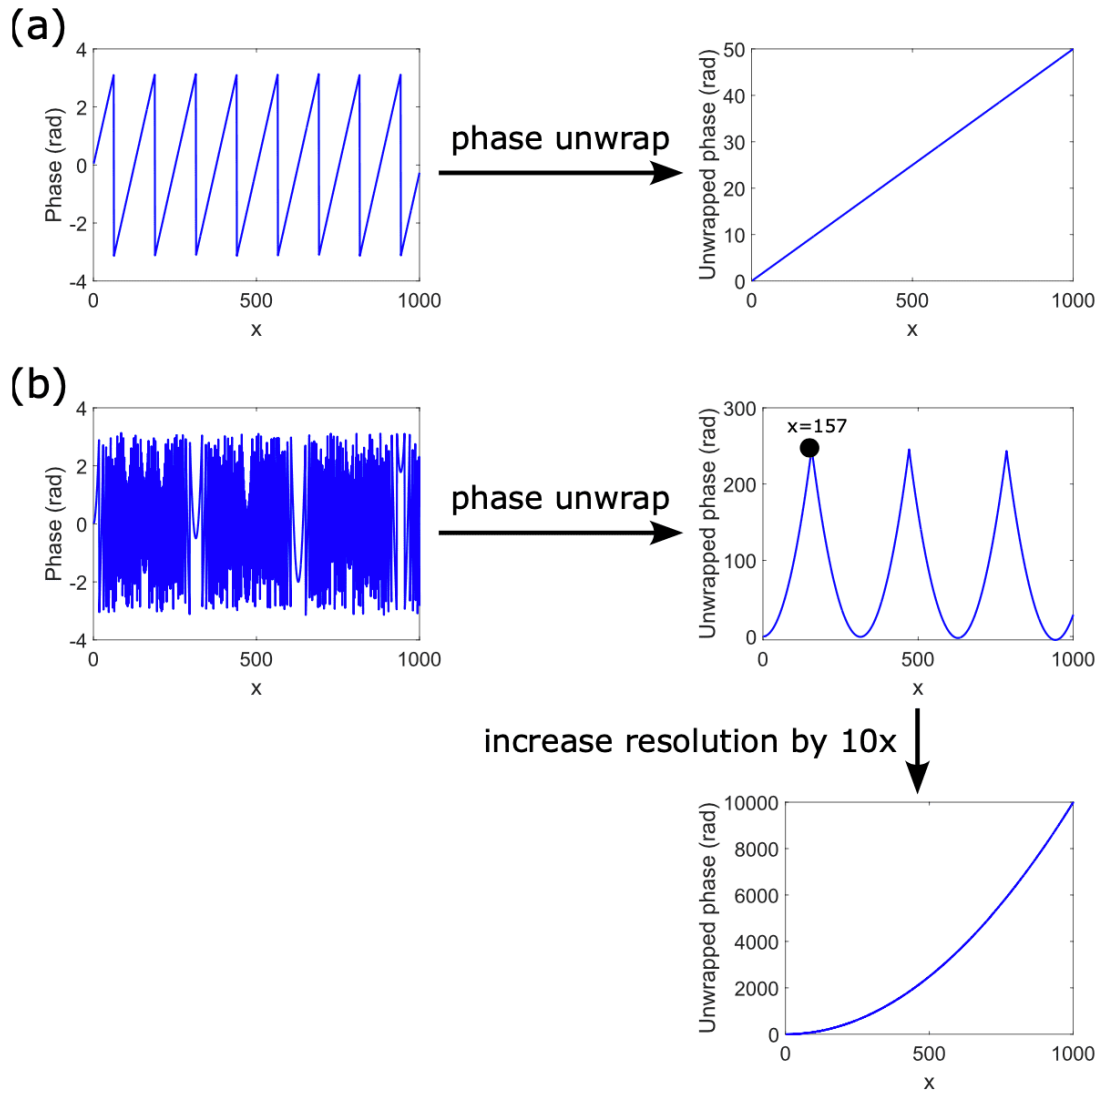 (a)
Phase (rad)
4
2
0
-2
-4
0 500 1000
x
phase unwrap
Unwrapped phase (rad)
50
40
30
20
10
0
0 500 1000
x
(b)
Phase (rad)
4
2
0
-2
-4
0 500 1000
x
phase unwrap
Unwrapped phase (rad)
300
200
100
0
x=157
0 500 1000
x
increase resolution by 10x
Unwrapped phase (rad)
10000
8000
6000
4000
2000
0
0 500 1000
x